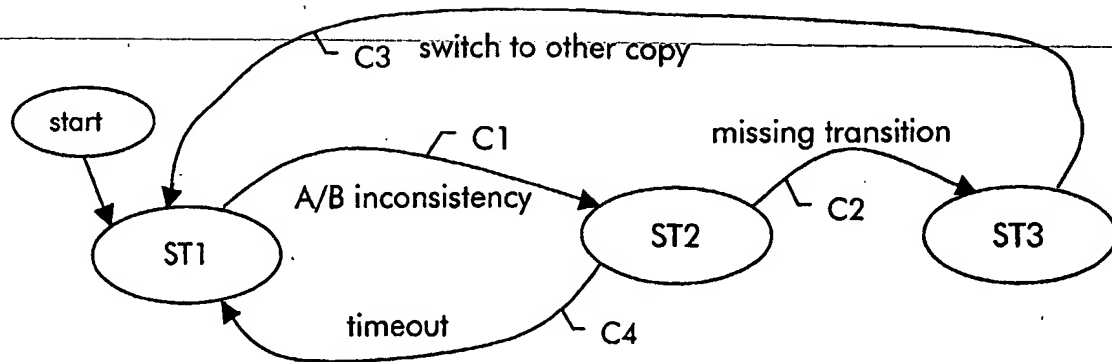 C3 switch to other copy
start
C1
missing transition
A/B inconsistency
C2
ST1
ST2
ST3
timeout
C4